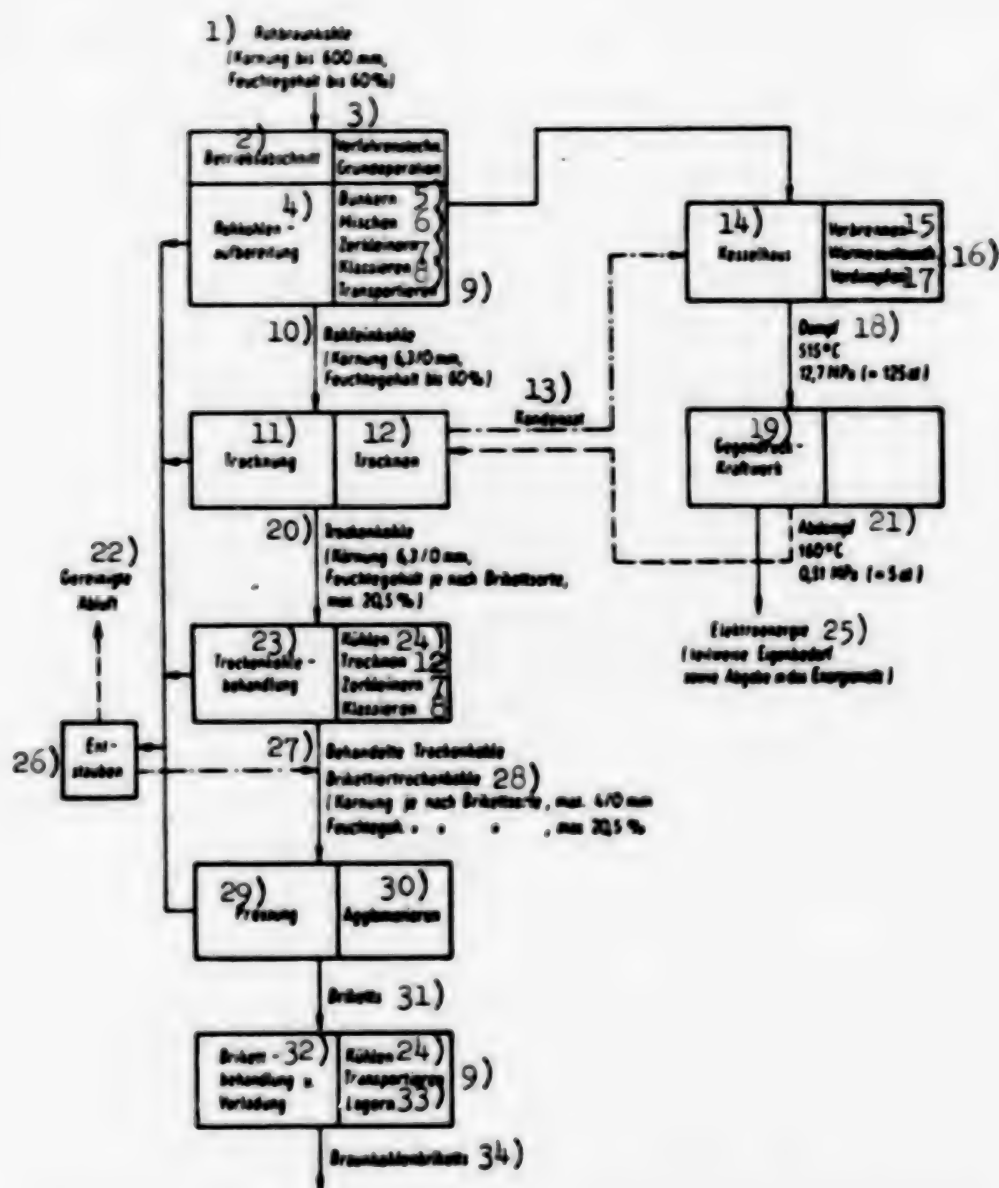 1) Rohbraunkohle
(Körnung bis 600 mm,
Feuchtegehalt bis 60%)
2) Betriebsabschnitt
3) Verfahrenstechn.
Grundoperation
4) Rohkohlen-
aufbereitung
Bunkern 5)
Mischen 6)
Zerkleinern 7)
Klassieren 8)
Transportieren 9)
14) Kesselhaus
Verbrennen 15
Wärmeaustausch 16)
Verdampfen 17
10) Rohfeinkohle
(Körnung 6,3/0 mm,
Feuchtegehalt bis 60%)
Dampf 18)
515°C
12,7 MPa (= 125 at)
13) Kondensat
11) Trocknung
12) Trocknen
19) Gegendruck-
Kraftwerk
20) Trockenkohle
(Körnung 6,3/0 mm,
Feuchtegehalt je nach Brikettsorte,
max. 20,5 %)
Abdampf 21)
160°C
0,51 MPa (= 5 at)
22) Gereinigte
Abluft
23) Trockenkohle-
behandlung
Kühlen 24)
Trocknen 12
Zerkleinern 7
Klassieren 8
Elektroenergie 25)
(teilweise Eigenbedarf
sowie Abgabe in das Energienetz)
26) Ent-
stauben
27) Behandelte Trockenkohle
Brikettiertrockenkohle 28)
(Körnung je nach Brikettsorte, max. 4/0 mm
Feuchtegeh. " " " , max 20,5 %
29) Pressung
30) Agglomerieren
Briketts 31)
Brikett- 32)
behandlung u.
Verladung
Kühlen 24)
Transportieren 9)
Lagern 33)
Braunkohlenbriketts 34)